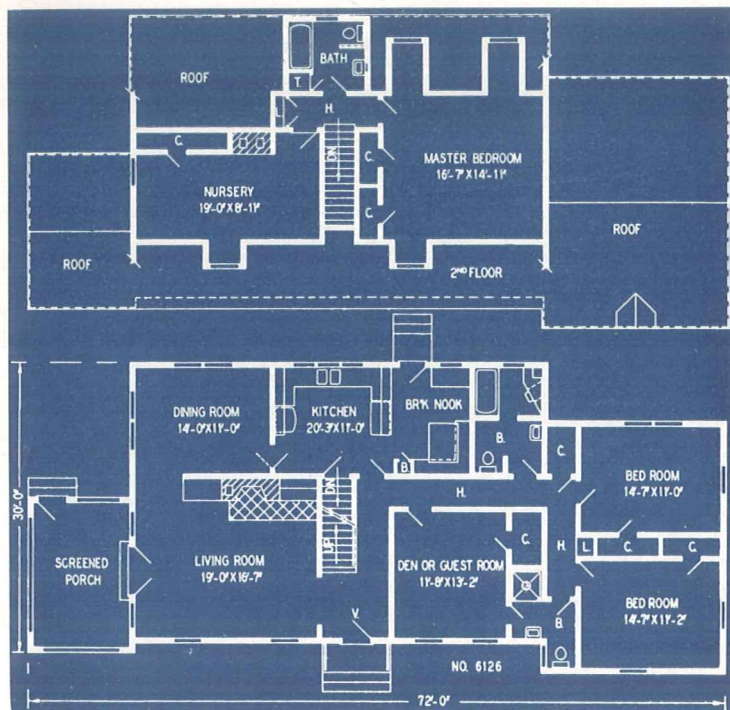 BATH
ROOF
T.
L.
H.
C.
DN
C.
MASTER BEDROOM
16'-7"X14'-11"
NURSERY
19'-0"X8'-11"
C.
ROOF
ROOF
2ND FLOOR
DINING ROOM
14'-0"X11'-0"
KITCHEN
20'-3"X11'-0"
BR'K NOOK
B.
C.
B.
DN
H.
BED ROOM
14'-7"X11'-0"
30'-0"
SCREENED
PORCH
LIVING ROOM
19'-0"X16'-7"
UP
DEN OR GUEST ROOM
11'-8"X13'-2"
C.
H.
L.
C.
C.
BED ROOM
14'-7"X11'-2"
V.
B.
NO. 6126
72'-0"